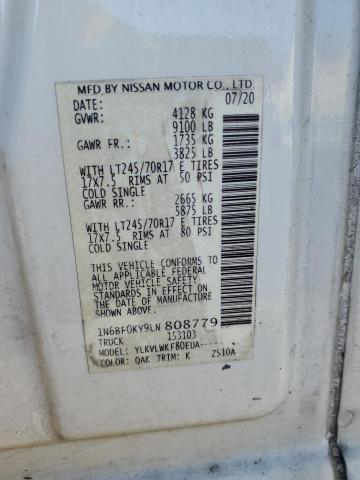 MFD BY NISSAN MOTOR CO., LTD.
DATE: 07/20
GVWR: 4128 KG
9100 LB
GAWR FR.: 1735 KG
3825 LB
WITH LT245/70R17 E TIRES
17X7.5 RIMS AT 50 PSI
COLD SINGLE
GAWR RR.: 2665 KG
5875 LB
WITH LT245/70R17 E TIRES
17X7.5 RIMS AT 80 PSI
COLD SINGLE
THIS VEHICLE CONFORMS TO
ALL APPLICABLE FEDERAL
MOTOR VEHICLE SAFETY
STANDARDS IN EFFECT ON
THE DATE OF MANUFACTURE
SHOWN ABOVE.
1N6BF0KY9LN 808779
TRUCK 153103
MODEL: YLKVLWKFB0EUA-----
COLOR: QAK TRIM: K ZS10A